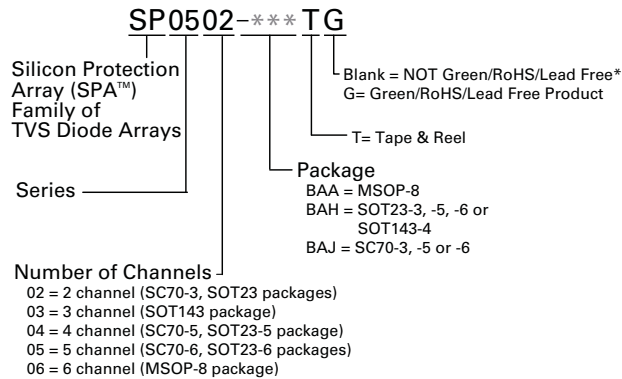 SP0502-***TG
Silicon Protection
Array (SPA™)
Family of
TVS Diode Arrays
Blank = NOT Green/RoHS/Lead Free*
G= Green/RoHS/Lead Free Product
T= Tape & Reel
Series
Package
BAA = MSOP-8
BAH = SOT23-3, -5, -6 or
SOT143-4
BAJ = SC70-3, -5 or -6
Number of Channels
02 = 2 channel (SC70-3, SOT23 packages)
03 = 3 channel (SOT143 package)
04 = 4 channel (SC70-5, SOT23-5 package)
05 = 5 channel (SC70-6, SOT23-6 packages)
06 = 6 channel (MSOP-8 package)